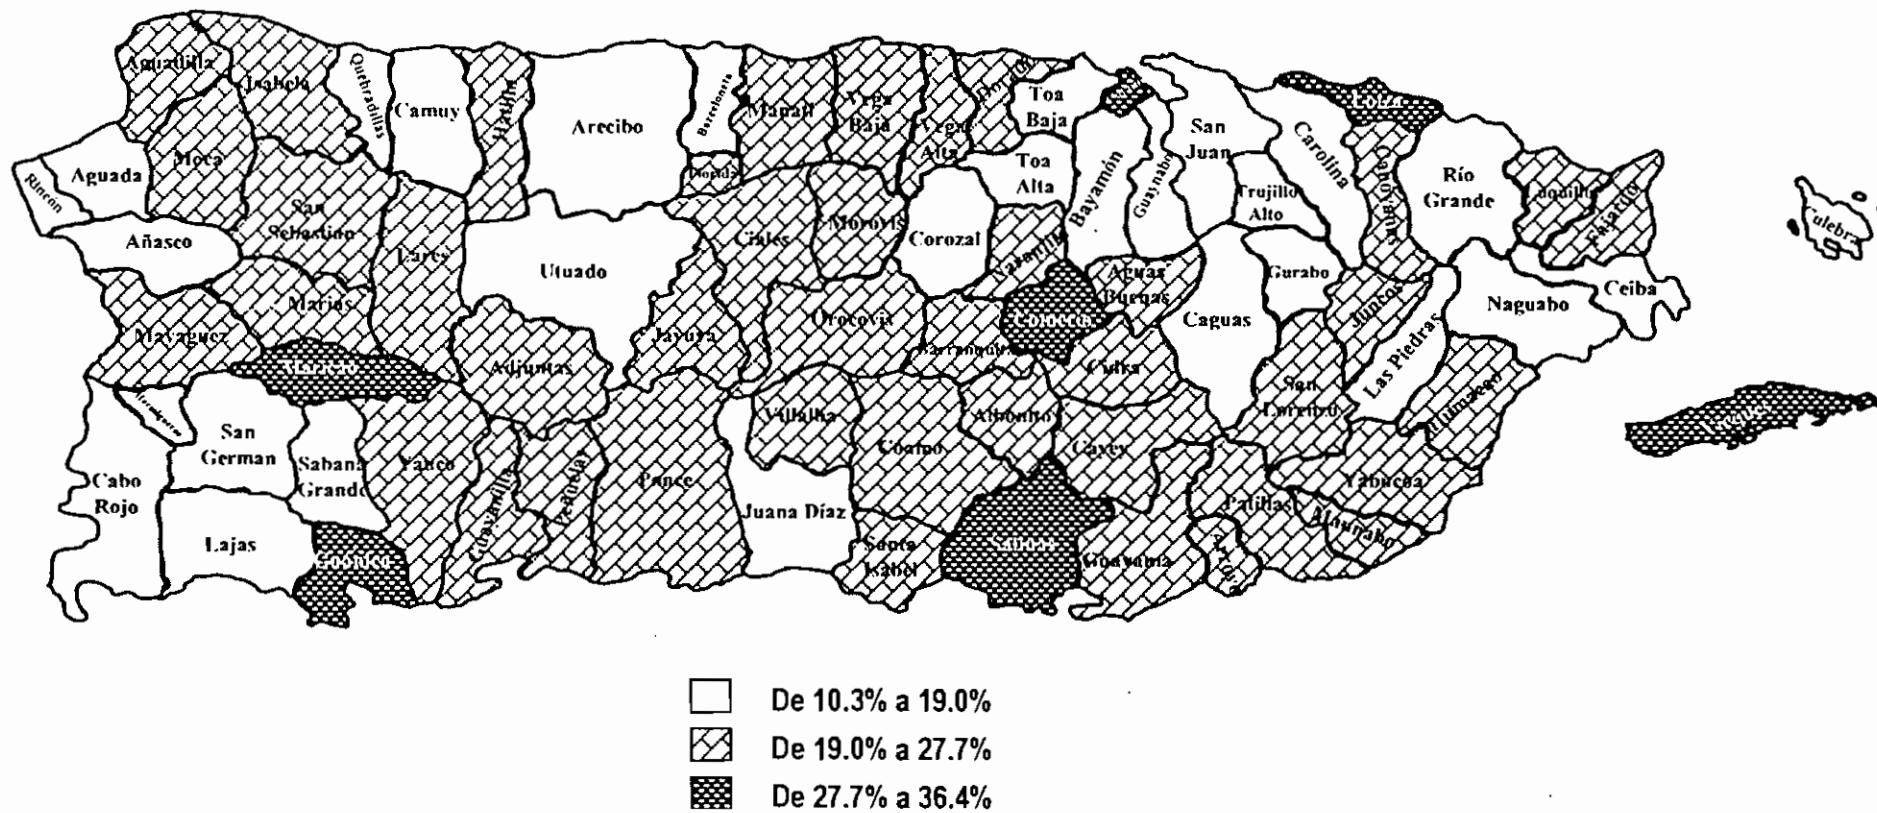 Aguadilla
Isabela
Quebradillas
Camuy
Hatillo
Arecibo
Barceloneta
Manatí
Vega
Baja
Vega
Alta
Dorado
Toa
Baja
San
Juan
Carolina
Loíza
Canóvanas
Río
Grande
Luquillo
Fajardo
Culebra
Rincón
Aguada
Moca
San
Sebastian
Lares
Utuado
Florida
Ciales
Morovis
Corozal
Toa
Alta
Naranjito
Bayamón
Guaynabo
Trujillo
Alto
Gurabo
Aguas
Buenas
Caguas
Juncos
Las Piedras
Naguabo
Ceiba
Añasco
Mayaguez
Marias
Maricao
Adjuntas
Jayuya
Orocovis
Barranquitas
Comerío
Cidra
San
Lorenzo
Humacao
Vieques
San
German
Sabana
Grande
Yauco
Guayanilla
Peñuelas
Ponce
Villalba
Coamo
Aibonito
Cayey
Yabucoa
Cabo
Rojo
Lajas
Guánica
Juana Díaz
Santa
Isabel
Salinas
Guayama
Arroyo
Patillas
Maunabo
De 10.3% a 19.0%
De 19.0% a 27.7%
De 27.7% a 36.4%